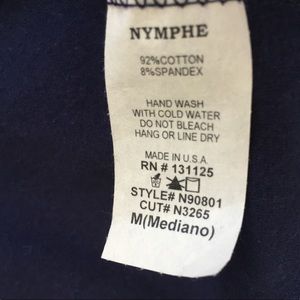 NYMPHE
92%COTTON
8%SPANDEX
HAND WASH
WITH COLD WATER
DO NOT BLEACH
HANG OR LINE DRY
MADE IN U.S.A.
RN # 131125
STYLE# N90801
CUT# N3265
M(Mediano)